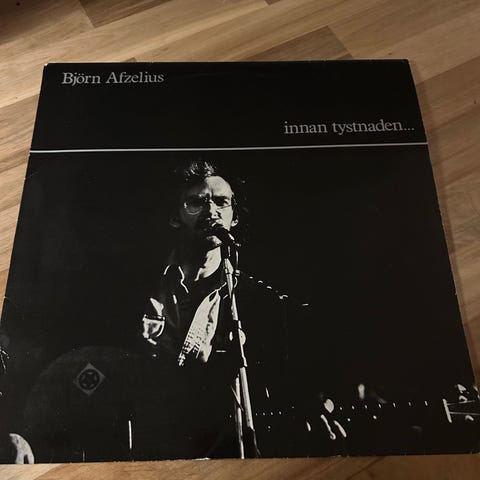 Björn Afzelius
innan tystnaden...